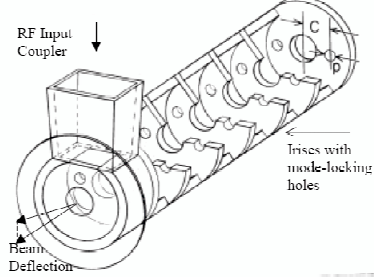 RF Input
Coupler
C
P
Irises with
mode-locking
holes
Beam
Deflection